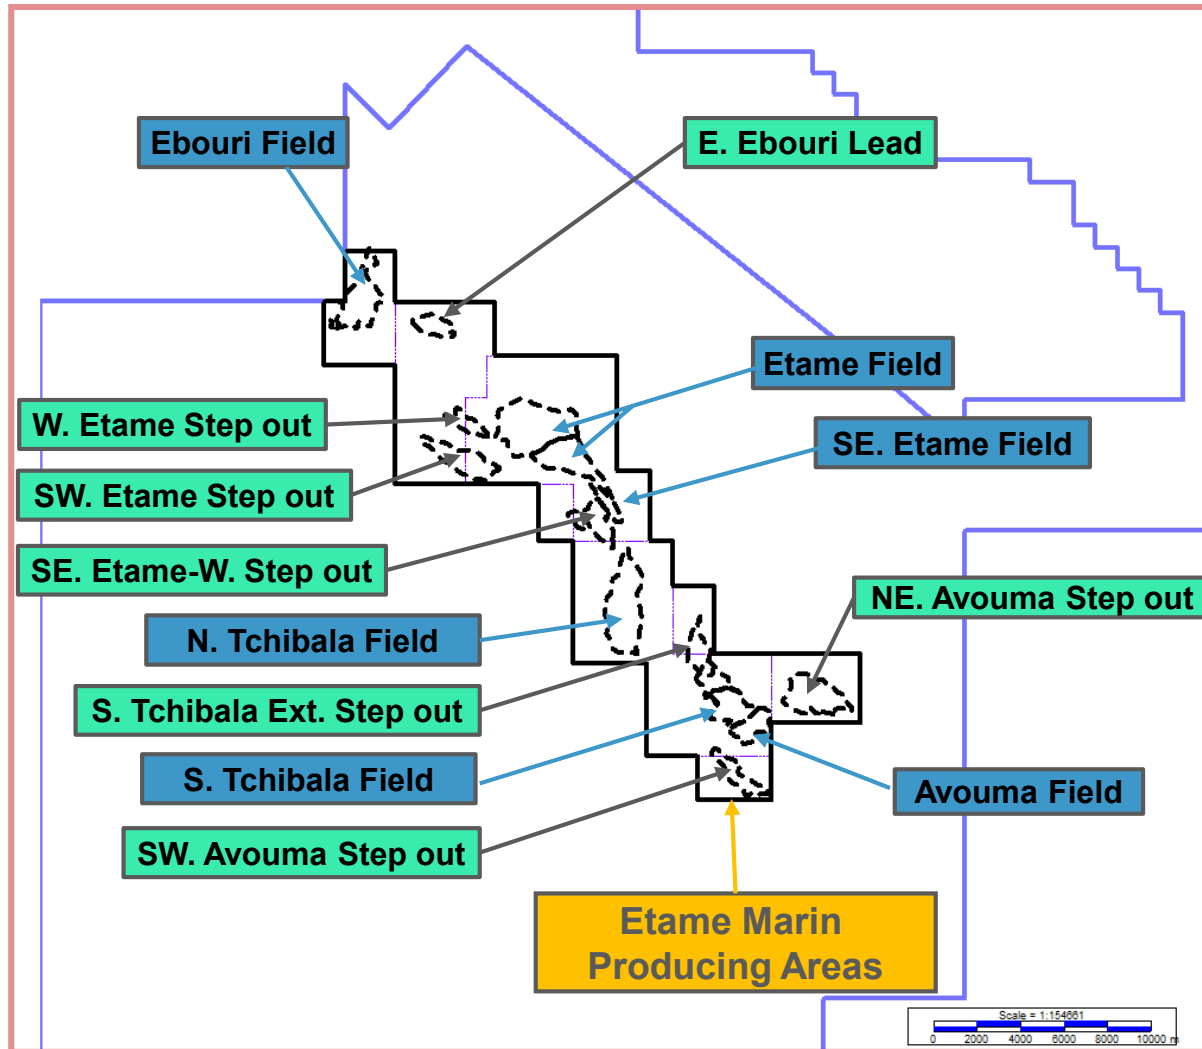 Ebouri Field
E. Ebouri Lead
Etame Field
W. Etame Step out
SE. Etame Field
SW. Etame Step out
SE. Etame-W. Step out
NE. Avouma Step out
N. Tchibala Field
S. Tchibala Ext. Step out
S. Tchibala Field
Avouma Field
SW. Avouma Step out
Etame Marin
Producing Areas
Scale = 1:154661
0 2000 4000 6000 8000 10000 m